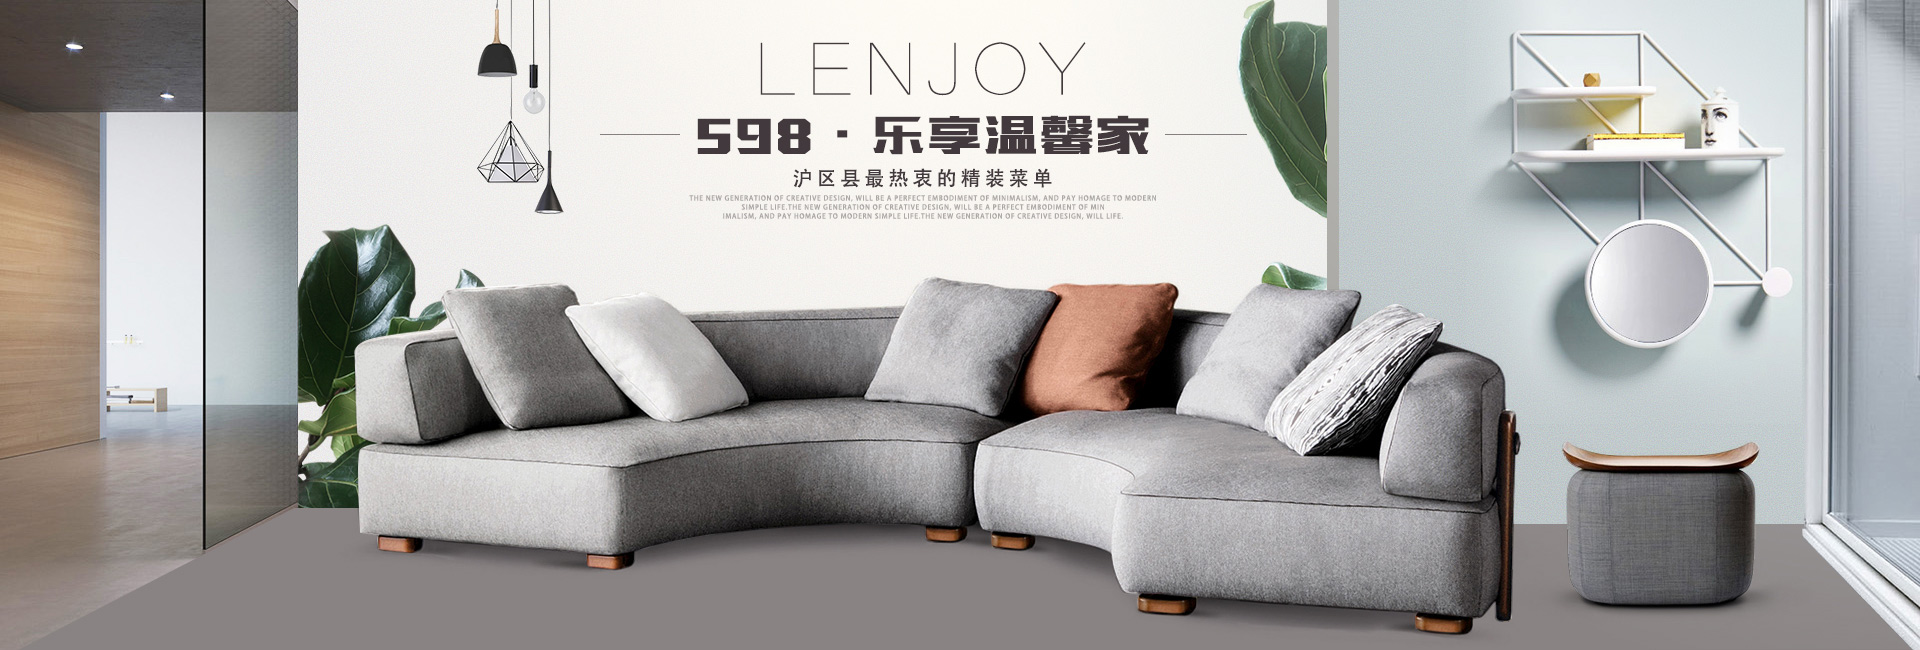 LENJOY
598·乐享温馨家
沪区县最热衷的精装菜单
THE NEW GENERATION OF CREATIVE DESIGN, WILL BE A PERFECT EMBODIMENT OF MINIMALISM, AND PAY HOMAGE TO MODERN
SIMPLE LIFE.THE NEW GENERATION OF CREATIVE DESIGN, WILL BE A PERFECT EMBODIMENT OF MIN
IMALISM, AND PAY HOMAGE TO MODERN SIMPLE LIFE.THE NEW GENERATION OF CREATIVE DESIGN, WILL LIFE.